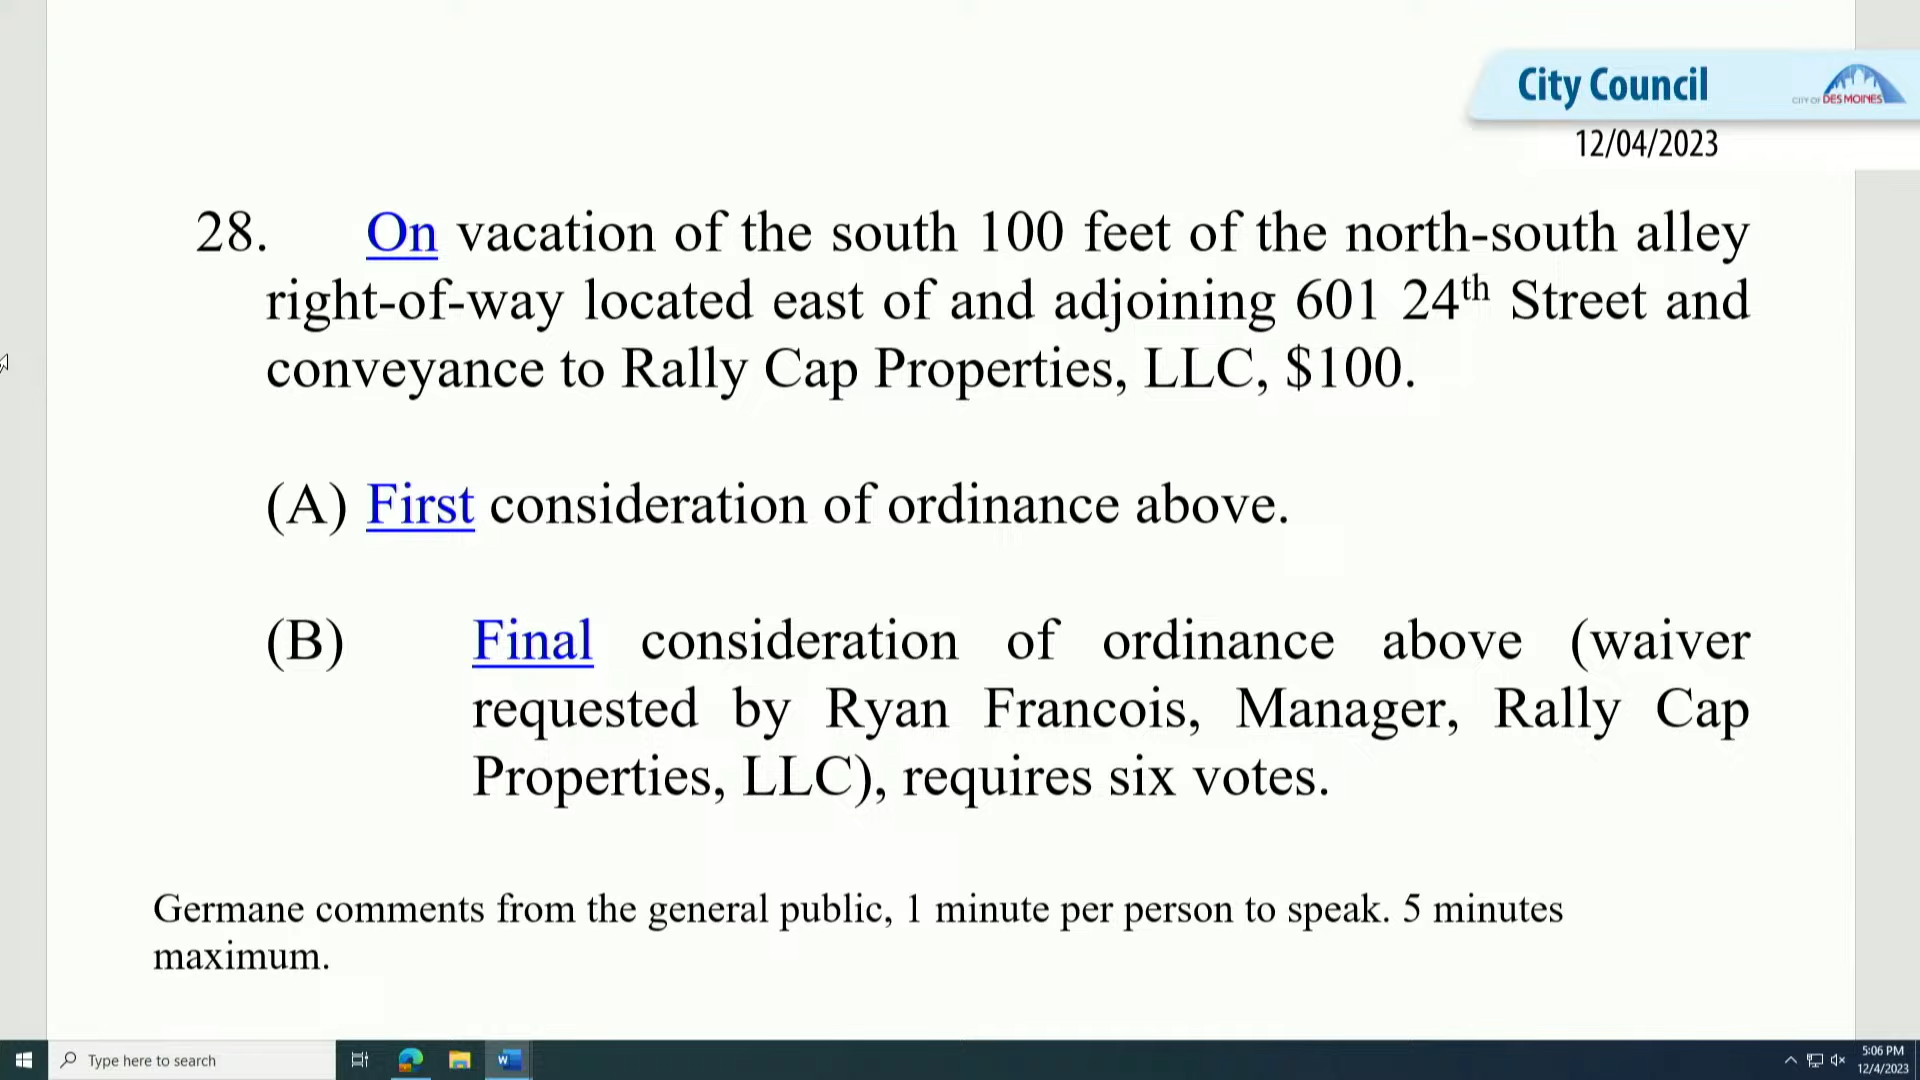 City Council
CITY OF DES MOINES
12/04/2023
28. On vacation of the south 100 feet of the north-south alley
right-of-way located east of and adjoining 601 24th Street and
conveyance to Rally Cap Properties, LLC, $100.
(A) First consideration of ordinance above.
(B) Final consideration of ordinance above (waiver
requested by Ryan Francois, Manager, Rally Cap
Properties, LLC), requires six votes.
Germane comments from the general public, 1 minute per person to speak. 5 minutes
maximum.
Type here to search
W
5:06 PM
12/4/2023